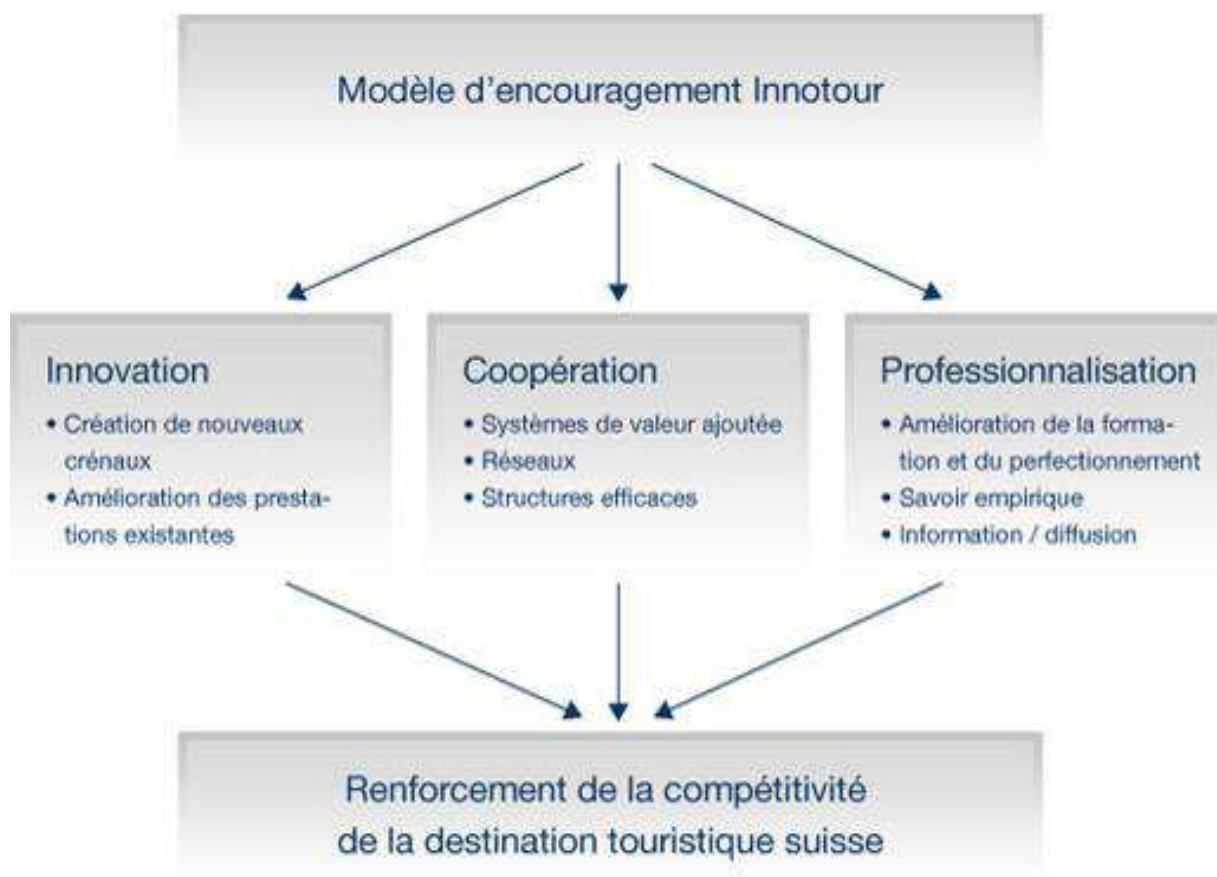 Modèle d'encouragement Innotour
Innovation
• Création de nouveaux
crénaux
• Amélioration des presta-
tions existantes
Coopération
• Systèmes de valeur ajoutée
• Réseaux
• Structures efficaces
Professionnalisation
• Amélioration de la forma-
tion et du perfectionnement
• Savoir empirique
• Information / diffusion
Renforcement de la compétitivité
de la destination touristique suisse